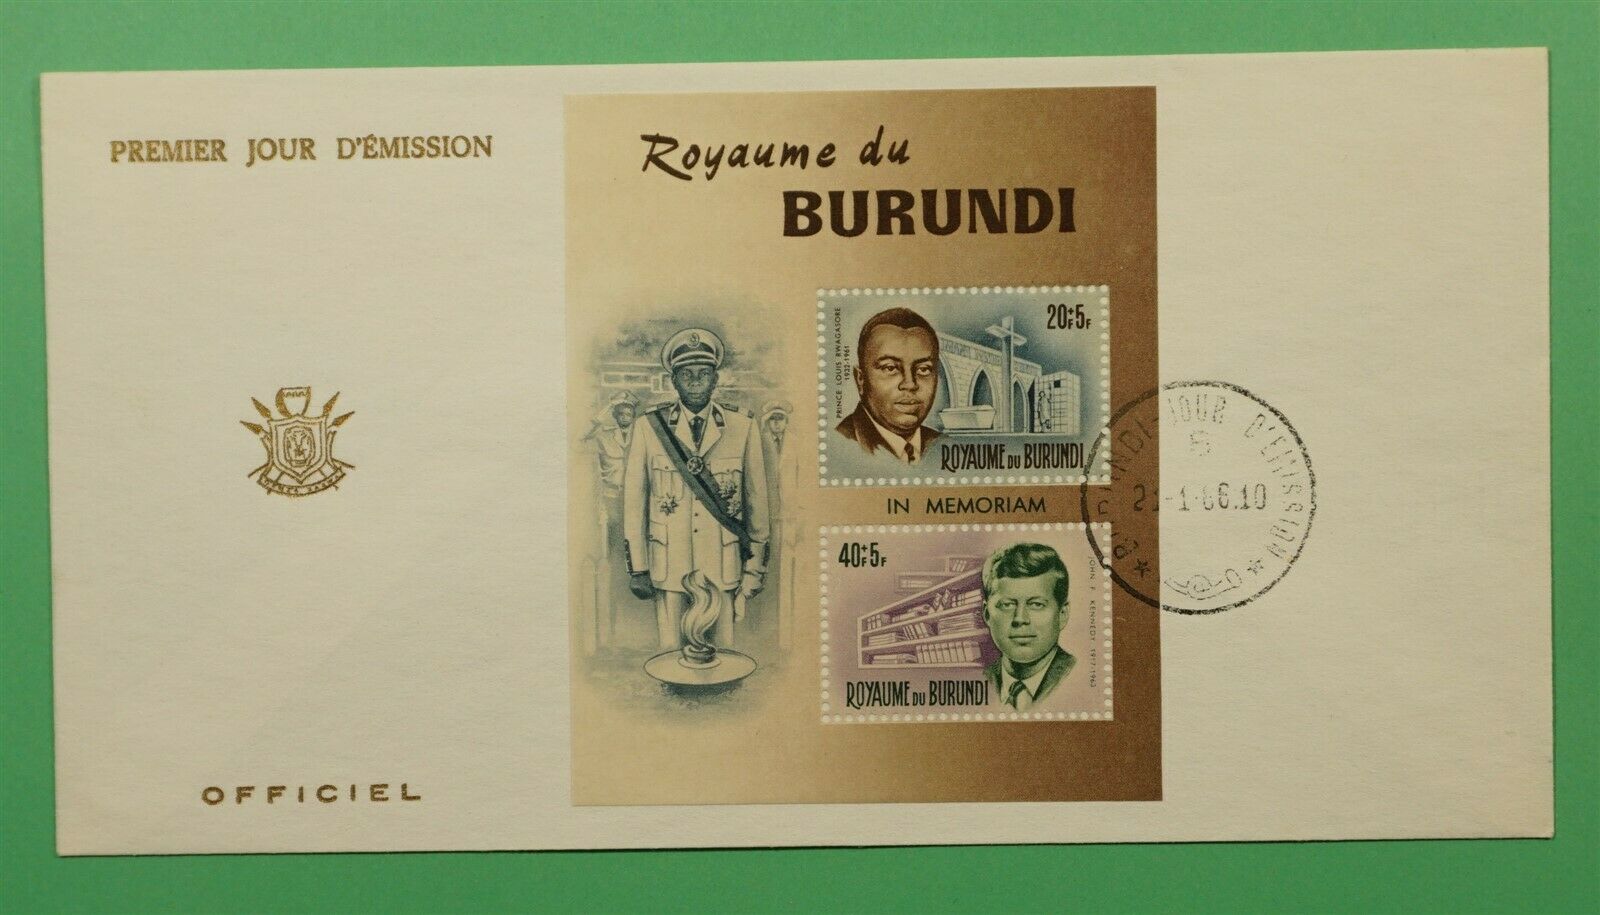 PREMIER JOUR D'ÉMISSION
OFFICIEL
Royaume du
BURUNDI
PRINCE LOUIS RWAGASORE
1932-1961
20F+5F
ROYAUME DU BURUNDI
IN MEMORIAM
40F+5F
JOHN F. KENNEDY 1917-1963
ROYAUME DU BURUNDI
BURUNDI-JOUR D'EMISSION
21-1-66.10